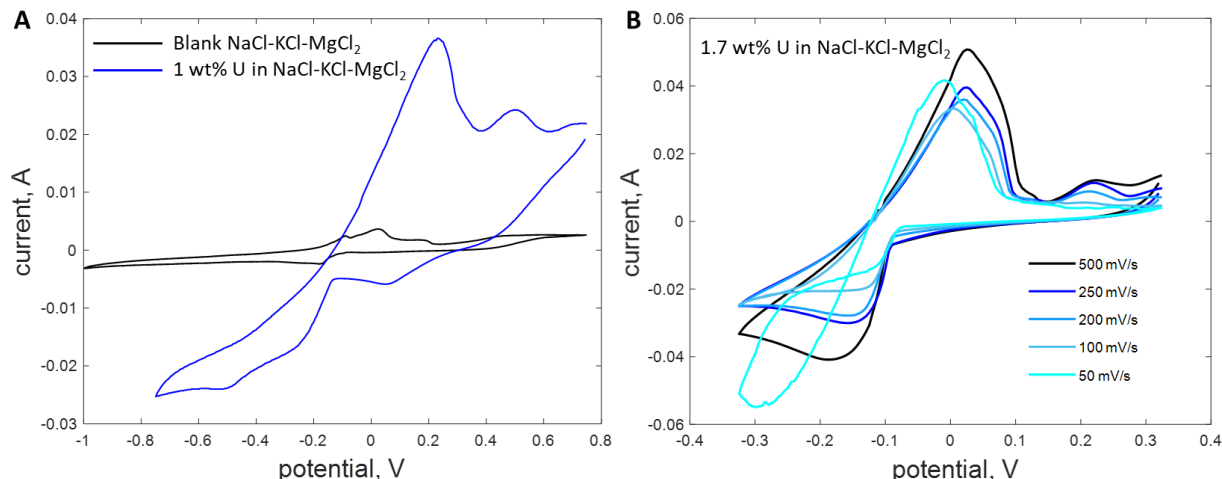 A
Blank NaCl-KCl-MgCl₂
1 wt% U in NaCl-KCl-MgCl₂
current, A
0.04
0.03
0.02
0.01
0
-0.01
-0.02
-0.03
-1 -0.8 -0.6 -0.4 -0.2 0 0.2 0.4 0.6 0.8
potential, V
B
1.7 wt% U in NaCl-KCl-MgCl₂
current, A
0.06
0.04
0.02
0
-0.02
-0.04
-0.06
500 mV/s
250 mV/s
200 mV/s
100 mV/s
50 mV/s
-0.4 -0.3 -0.2 -0.1 0 0.1 0.2 0.3 0.4
potential, V